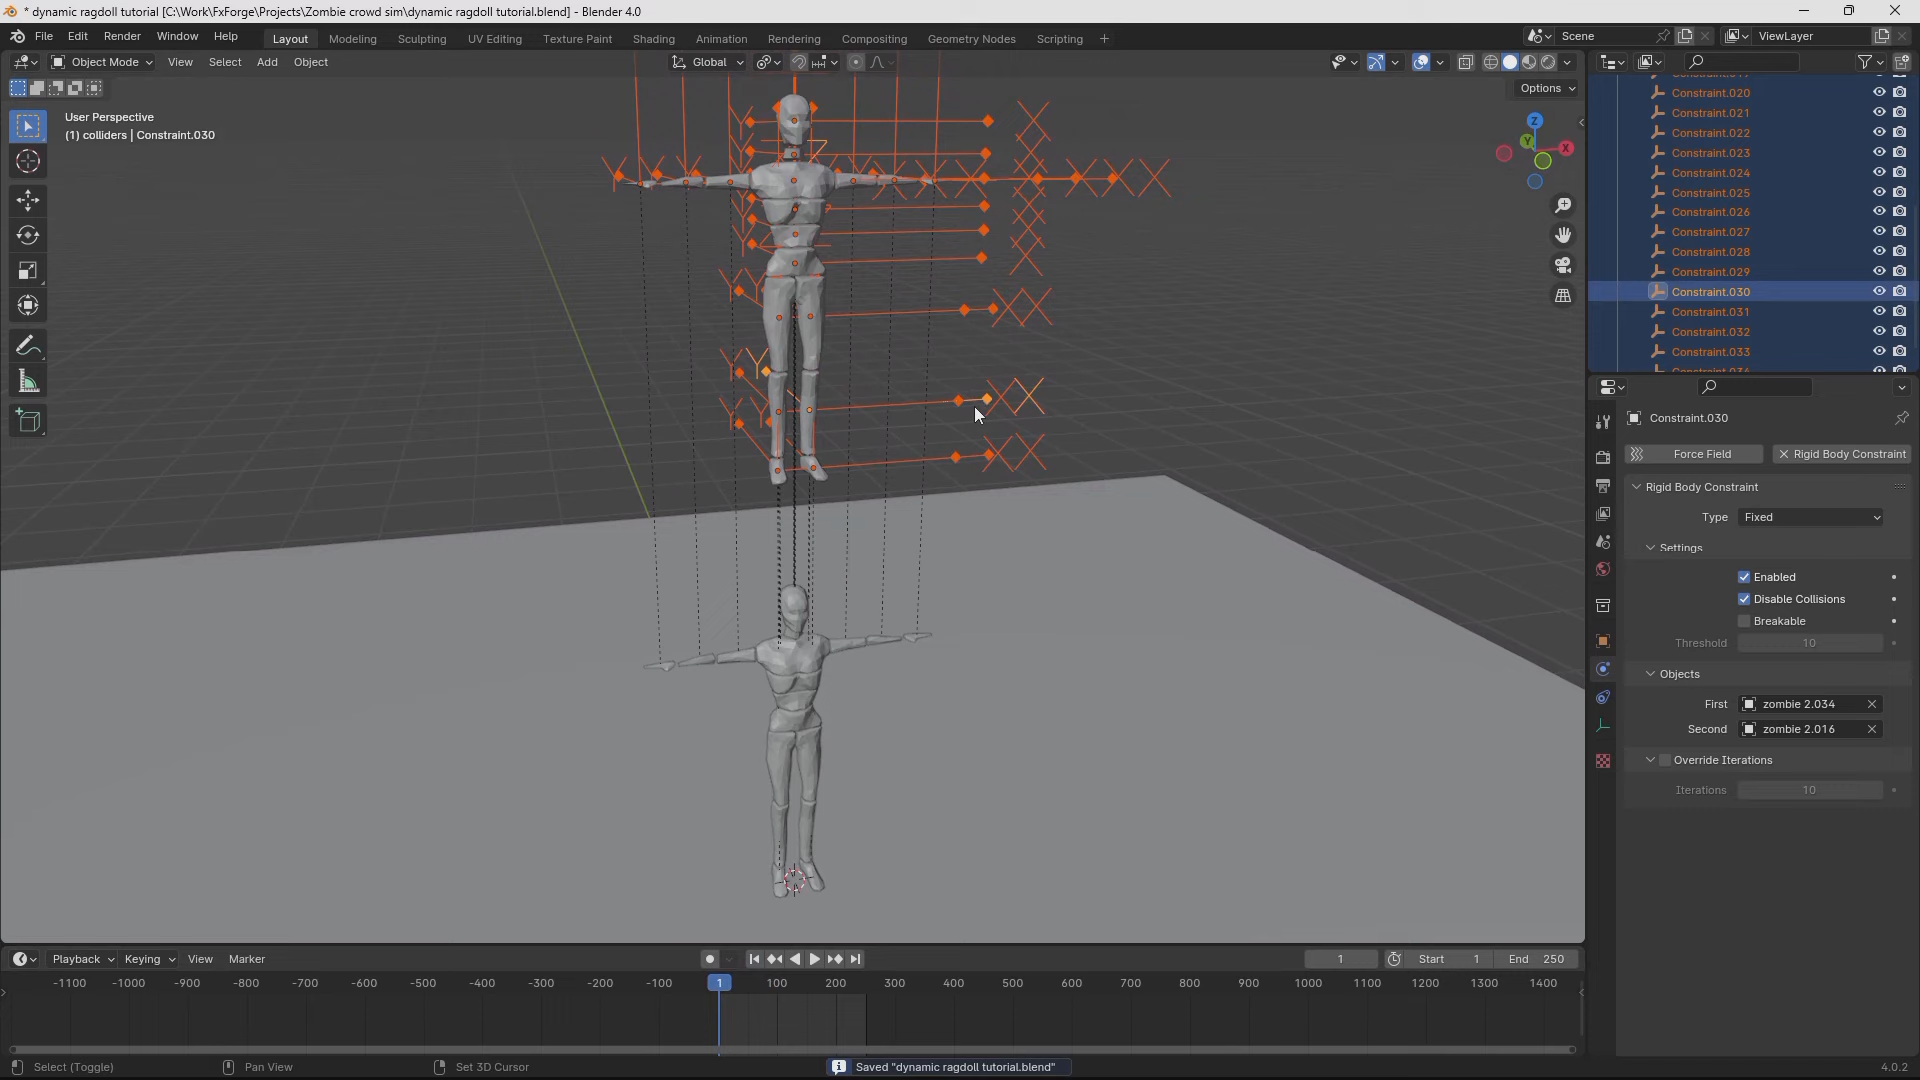 * dynamic ragdoll tutorial [C:\Work\FxForge\Projects\Zombie crowd sim\dynamic ragdoll tutorial.blend] - Blender 4.0
File Edit Render Window Help Layout Modeling Sculpting UV Editing Texture Paint Shading Animation Rendering Compositing Geometry Nodes Scripting + Scene ViewLayer
Object Mode View Select Add Object Global
Options
User Perspective
(1) colliders | Constraint.030
Z
Y
X
Constraint.020
Constraint.021
Constraint.022
Constraint.023
Constraint.024
Constraint.025
Constraint.026
Constraint.027
Constraint.028
Constraint.029
Constraint.030
Constraint.031
Constraint.032
Constraint.033
Constraint.030
Force Field Rigid Body Constraint
Rigid Body Constraint
Type Fixed
Settings
Enabled
Disable Collisions
Breakable
Threshold 10
Objects
First zombie 2.034
Second zombie 2.016
Override Iterations
Iterations 10
Playback Keying View Marker 1 Start 1 End 250
-1100 -1000 -900 -800 -700 -600 -500 -400 -300 -200 -100 1 100 200 300 400 500 600 700 800 900 1000 1100 1200 1300 1400
Select (Toggle) Pan View Set 3D Cursor Saved "dynamic ragdoll tutorial.blend" 4.0.2